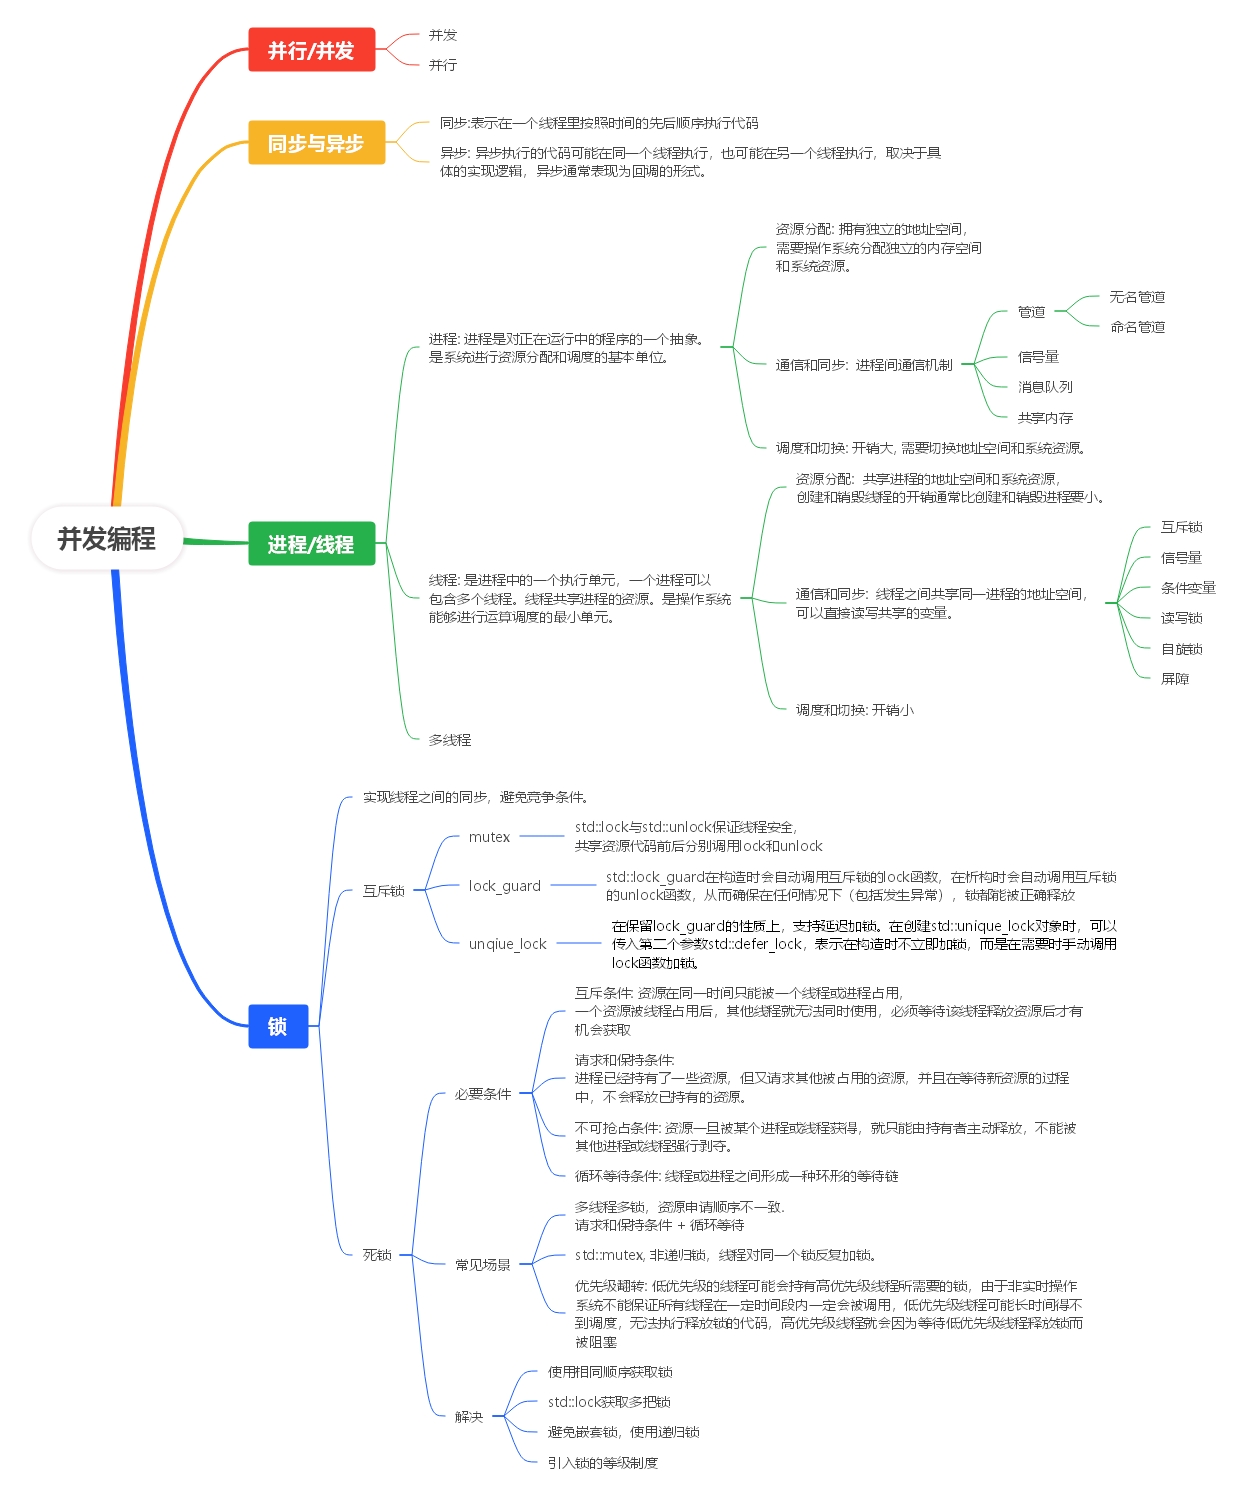 并发编程
并行/并发
并发
并行
同步与异步
同步:表示在一个线程里按照时间的先后顺序执行代码
异步: 异步执行的代码可能在同一个线程执行，也可能在另一个线程执行，取决于具
体的实现逻辑，异步通常表现为回调的形式。
进程/线程
进程: 进程是对正在运行中的程序的一个抽象。
是系统进行资源分配和调度的基本单位。
资源分配: 拥有独立的地址空间，
需要操作系统分配独立的内存空间
和系统资源。
通信和同步: 进程间通信机制
管道
无名管道
命名管道
信号量
消息队列
共享内存
调度和切换: 开销大, 需要切换地址空间和系统资源。
线程: 是进程中的一个执行单元，一个进程可以
包含多个线程。线程共享进程的资源。是操作系统
能够进行运算调度的最小单元。
资源分配: 共享进程的地址空间和系统资源，
创建和销毁线程的开销通常比创建和销毁进程要小。
通信和同步: 线程之间共享同一进程的地址空间，
可以直接读写共享的变量。
互斥锁
信号量
条件变量
读写锁
自旋锁
屏障
调度和切换: 开销小
多线程
锁
实现线程之间的同步，避免竞争条件。
互斥锁
mutex
std::lock与std::unlock保证线程安全，
共享资源代码前后分别调用lock和unlock
lock_guard
std::lock_guard在构造时会自动调用互斥锁的lock函数，在析构时会自动调用互斥锁
的unlock函数，从而确保在任何情况下（包括发生异常），锁都能被正确释放
unqiue_lock
在保留lock_guard的性质上，支持延迟加锁。在创建std::unique_lock对象时，可以
传入第二个参数std::defer_lock，表示在构造时不立即加锁，而是在需要时手动调用
lock函数加锁。
死锁
必要条件
互斥条件: 资源在同一时间只能被一个线程或进程占用，
一个资源被线程占用后，其他线程就无法同时使用，必须等待该线程释放资源后才有
机会获取
请求和保持条件:
进程已经持有了一些资源，但又请求其他被占用的资源，并且在等待新资源的过程
中，不会释放已持有的资源。
不可抢占条件: 资源一旦被某个进程或线程获得，就只能由持有者主动释放，不能被
其他进程或线程强行剥夺。
循环等待条件: 线程或进程之间形成一种环形的等待链
常见场景
多线程多锁，资源申请顺序不一致.
请求和保持条件 + 循环等待
std::mutex, 非递归锁，线程对同一个锁反复加锁。
优先级翻转: 低优先级的线程可能会持有高优先级线程所需要的锁，由于非实时操作
系统不能保证所有线程在一定时间段内一定会被调用，低优先级线程可能长时间得不
到调度，无法执行释放锁的代码，高优先级线程就会因为等待低优先级线程释放锁而
被阻塞
解决
使用相同顺序获取锁
std::lock获取多把锁
避免嵌套锁，使用递归锁
引入锁的等级制度